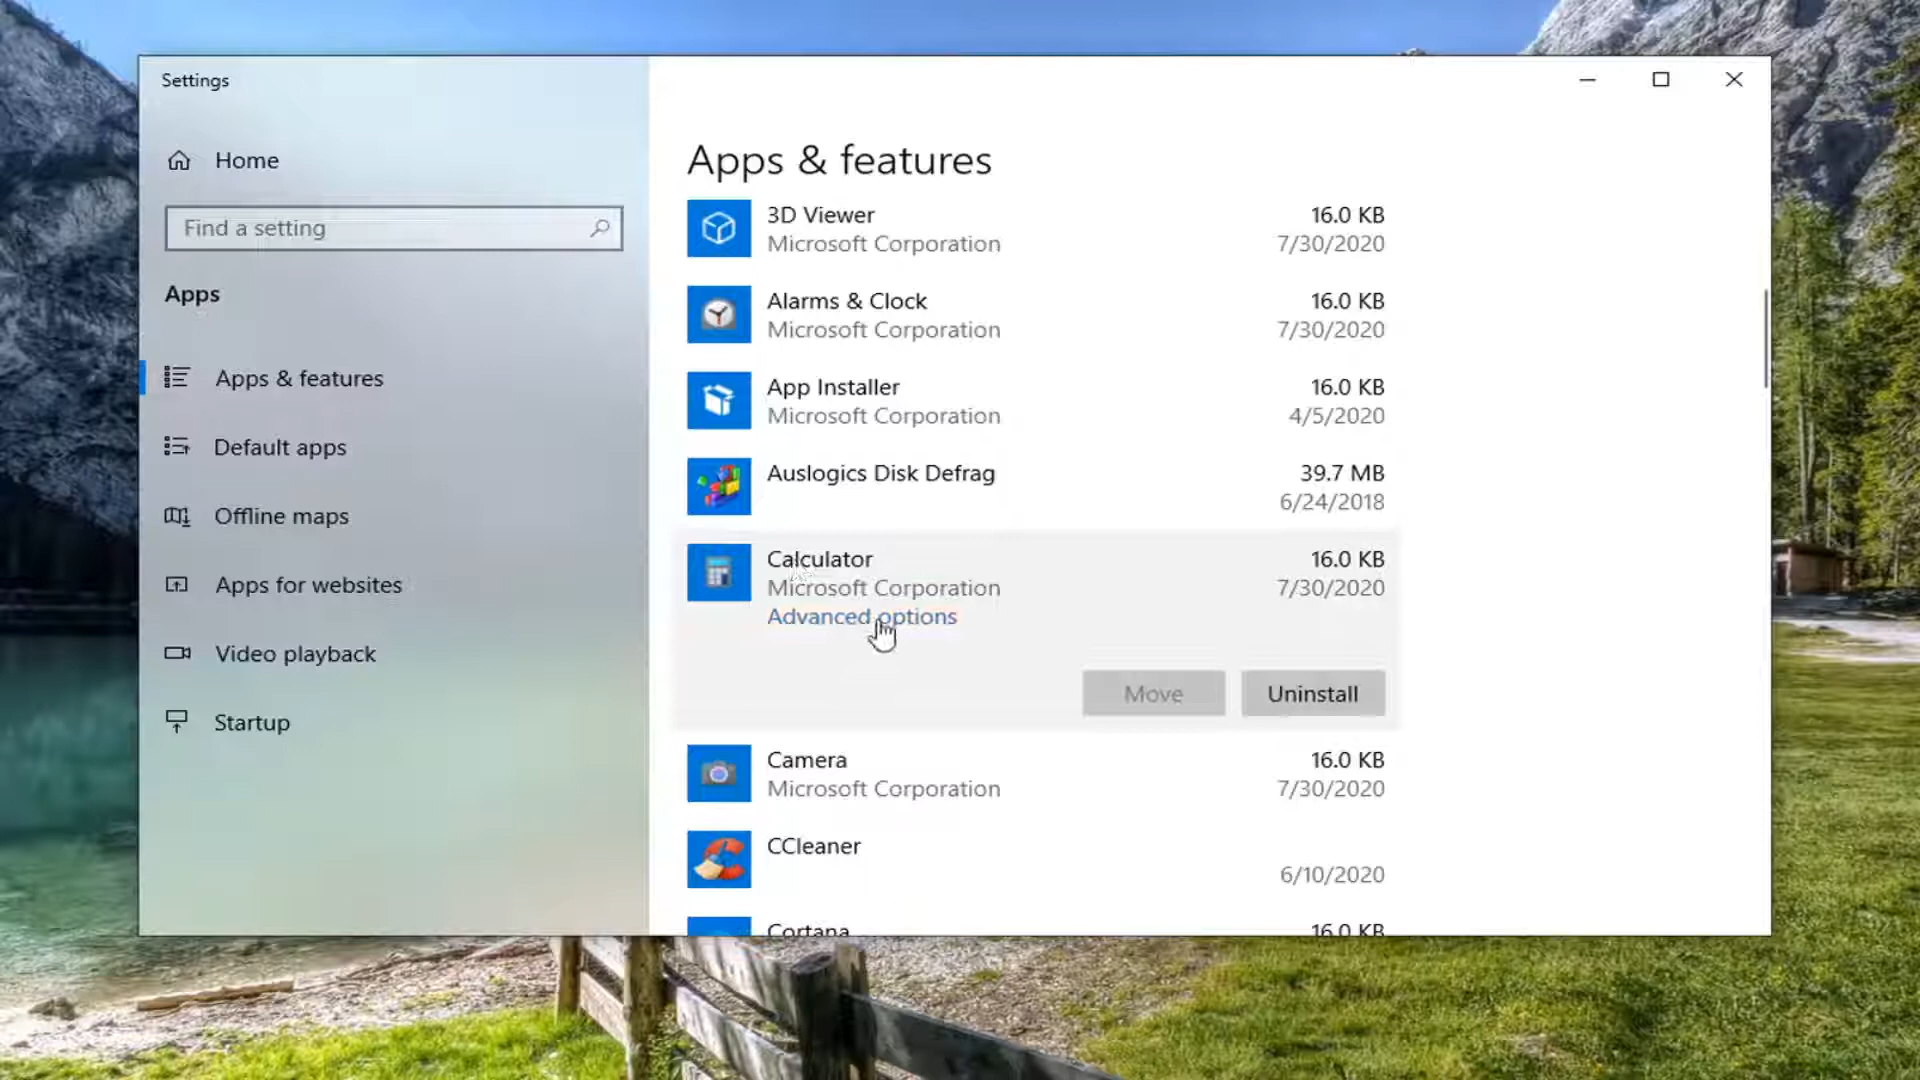 Settings
Home
Find a setting
Apps
Apps & features
Default apps
Offline maps
Apps for websites
Video playback
Startup
Apps & features
3D Viewer 16.0 KB
Microsoft Corporation 7/30/2020
Alarms & Clock 16.0 KB
Microsoft Corporation 7/30/2020
App Installer 16.0 KB
Microsoft Corporation 4/5/2020
Auslogics Disk Defrag 39.7 MB
6/24/2018
Calculator 16.0 KB
Microsoft Corporation 7/30/2020
Advanced options
Move Uninstall
Camera 16.0 KB
Microsoft Corporation 7/30/2020
CCleaner
6/10/2020
Cortana 16.0 KB